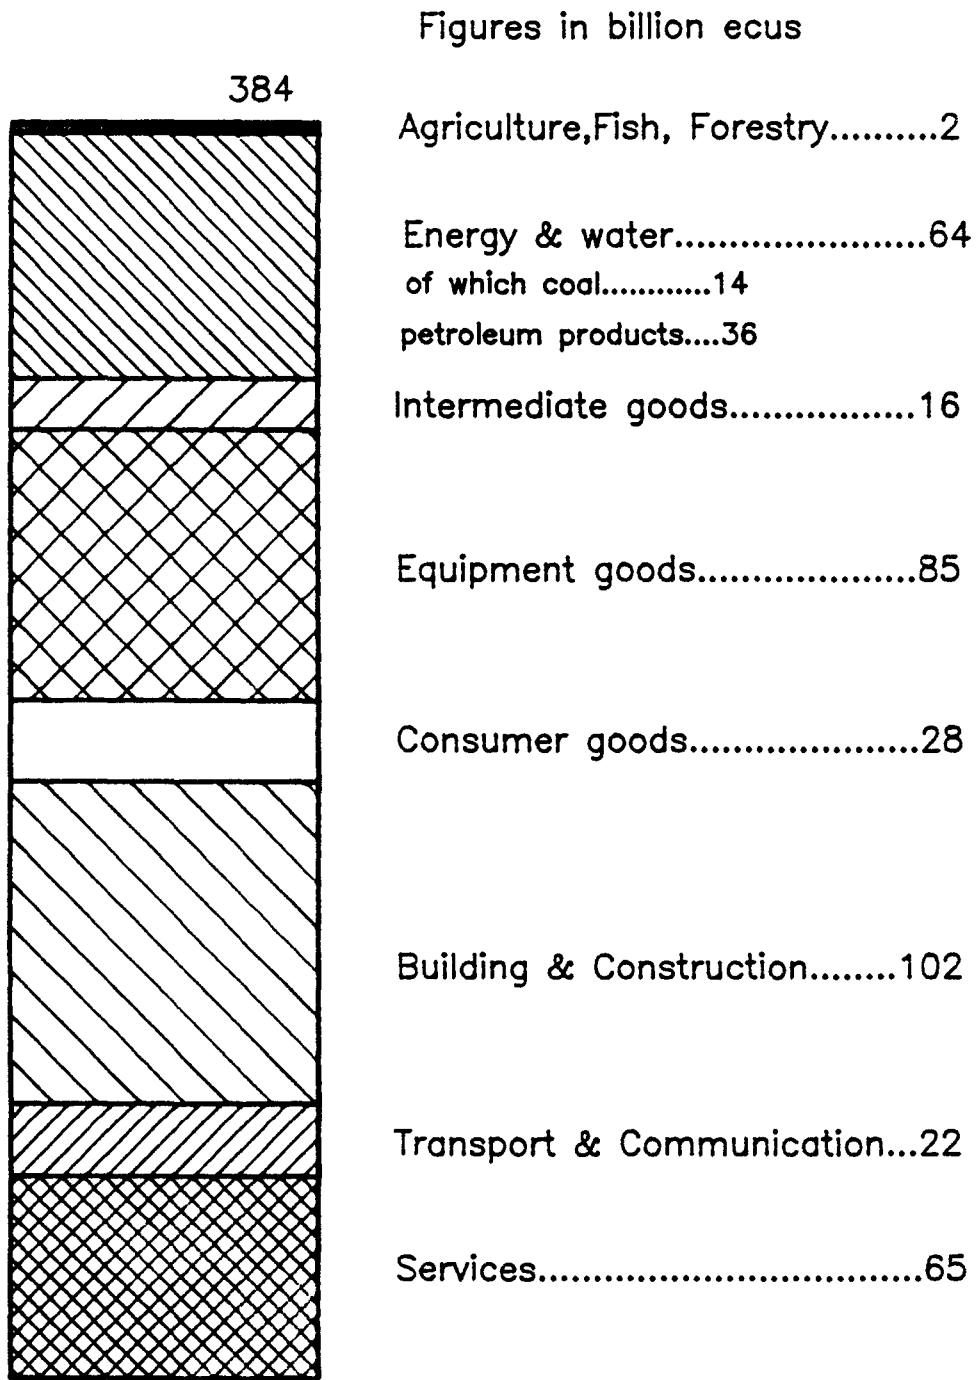 Figures in billion ecus
384
Agriculture,Fish, Forestry..........2
Energy & water.......................64
of which coal............14
petroleum products....36
Intermediate goods.................16
Equipment goods....................85
Consumer goods.....................28
Building & Construction........102
Transport & Communication...22
Services...................................65